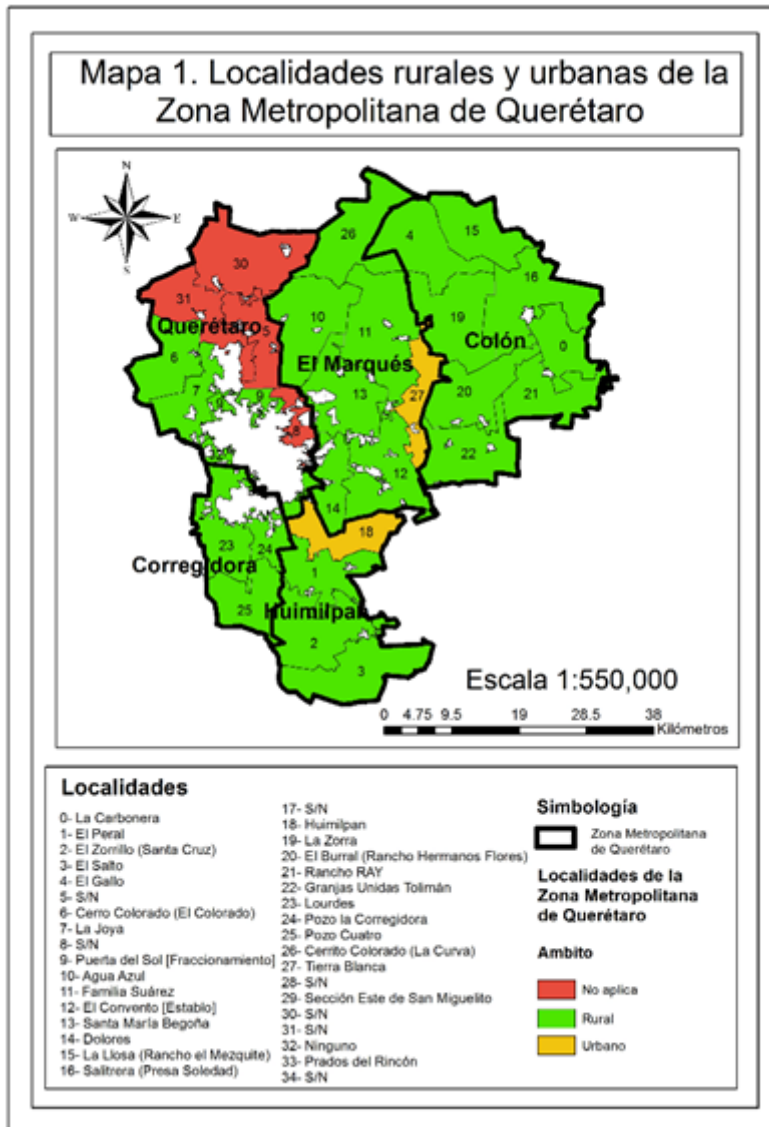 Mapa 1. Localidades rurales y urbanas de la
Zona Metropolitana de Querétaro
N
W
E
S
26
4
15
30
16
31
10
19
Querétaro
5
11
Colón
0
El Marqués
6
7
9
13
27
20
21
8
22
12
32
14
18
23
24
Corregidora
1
25
Huimilpan
2
3
Escala 1:550,000
0 4.75 9.5 19 28.5 38
Kilómetros
Localidades
0- La Carbonera
1- El Peral
2- El Zorrillo (Santa Cruz)
3- El Salto
4- El Gallo
5- S/N
6- Cerro Colorado (El Colorado)
7- La Joya
8- S/N
9- Puerta del Sol [Fraccionamiento]
10- Agua Azul
11- Familia Suárez
12- El Convento [Establo]
13- Santa María Begoña
14- Dolores
15- La Llosa (Rancho el Mezquite)
16- Salitrera (Presa Soledad)
17- S/N
18- Huimilpan
19- La Zorra
20- El Burral (Rancho Hermanos Flores)
21- Rancho RAY
22- Granjas Unidas Tolimán
23- Lourdes
24- Pozo la Corregidora
25- Pozo Cuatro
26- Cerrito Colorado (La Curva)
27- Tierra Blanca
28- S/N
29- Sección Este de San Miguelito
30- S/N
31- S/N
32- Ninguno
33- Prados del Rincón
34- S/N
Simbología
Zona Metropolitana
de Querétaro
Localidades de la
Zona Metropolitana
de Querétaro
Ambito
No aplica
Rural
Urbano